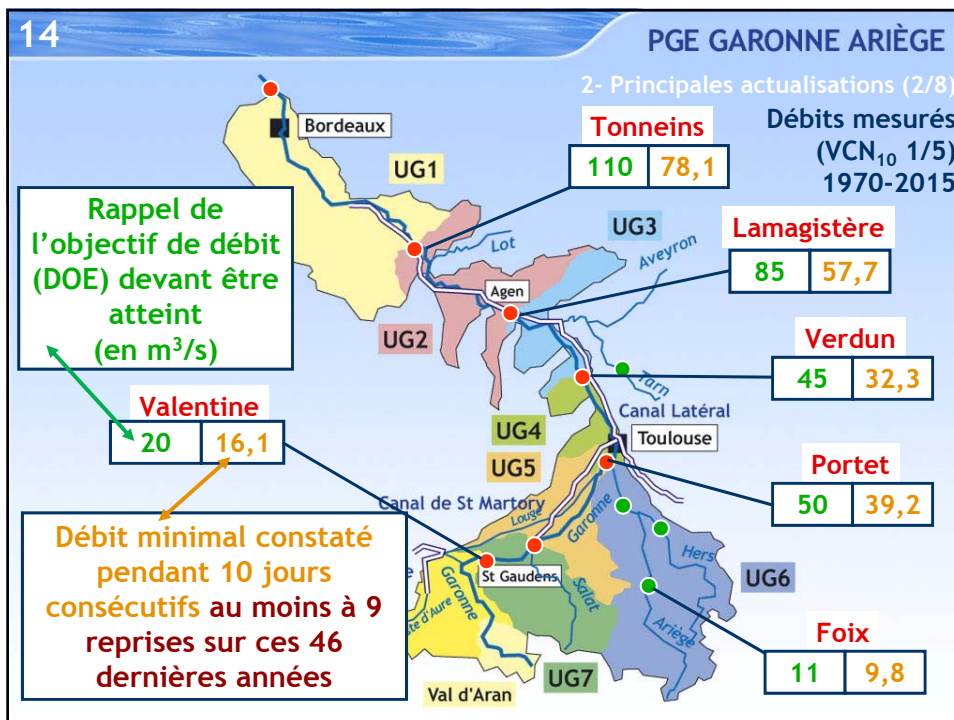 14
PGE GARONNE ARIÈGE
2- Principales actualisations (2/8)
Débits mesurés
(VCN₁₀ 1/5)
1970-2015
Bordeaux
Tonneins
110 78,1
UG1
Rappel de
l'objectif de débit
(DOE) devant être
atteint
(en m³/s)
UG3
Lot
Aveyron
Lamagistère
85 57,7
Agen
UG2
Verdun
45 32,3
Tarn
Valentine
20 16,1
Canal Latéral
UG4
Toulouse
UG5
Portet
50 39,2
Canal de St Martory
Louge
Garonne
Hers
Débit minimal constaté
pendant 10 jours
consécutifs au moins à 9
reprises sur ces 46
dernières années
St Gaudens
Garonne
Salat
UG6
Ariège
d'Aure
Foix
11 9,8
UG7
Val d'Aran